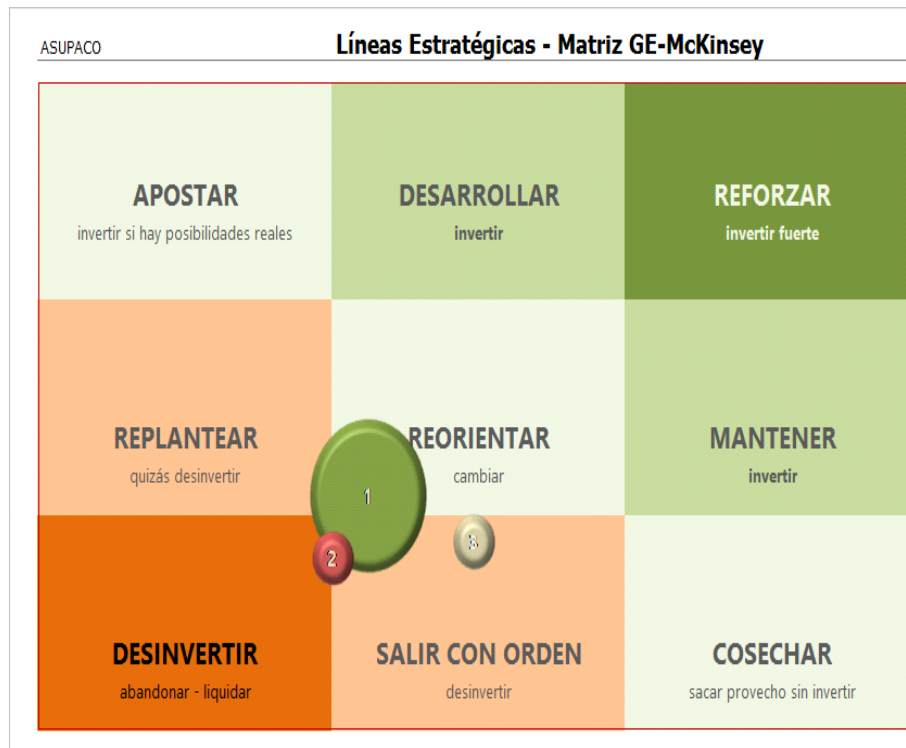 ASUPACO
Líneas Estratégicas - Matriz GE-McKinsey
APOSTAR
invertir si hay posibilidades reales
DESARROLLAR
invertir
REFORZAR
invertir fuerte
REPLANTEAR
quizás desinvertir
REORIENTAR
cambiar
MANTENER
invertir
1
2
3
DESINVERTIR
abandonar - liquidar
SALIR CON ORDEN
desinvertir
COSECHAR
sacar provecho sin invertir